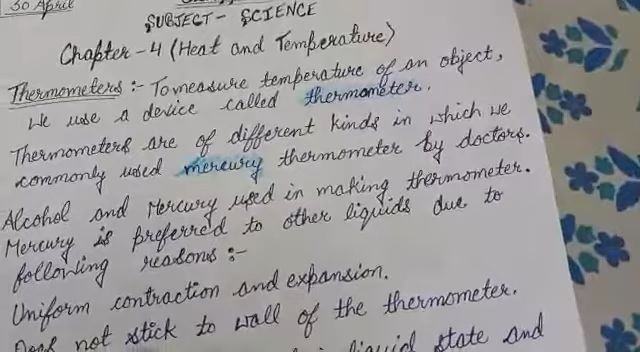 30 April
SUBJECT - SCIENCE
Chapter - 4 (Heat and Temperature)
Thermometers :- To measure temperature of an object,
We use a device called thermometer.
Thermometers are of different kinds in which we
commonly used mercury thermometer by doctors.
Alcohol and Mercury used in making thermometer.
Mercury is preferred to other liquids due to
following reasons :-
Uniform contraction and expansion.
Does not stick to wall of the thermometer.
liquid state and